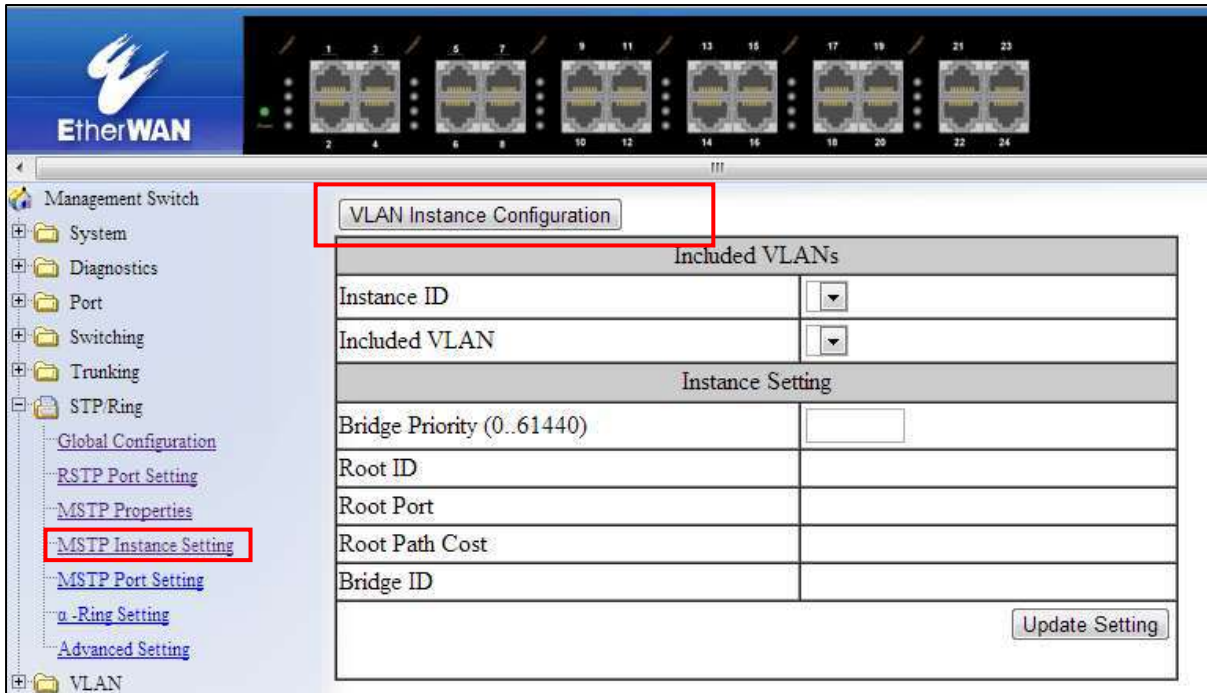 1 3 5 7 9 11 13 15 17 19 21 23
EtherWAN
2 4 6 8 10 12 14 16 18 20 22 24
Management Switch
System
Diagnostics
Port
Switching
Trunking
STP/Ring
Global Configuration
RSTP Port Setting
MSTP Properties
MSTP Instance Setting
MSTP Port Setting
α -Ring Setting
Advanced Setting
VLAN
VLAN Instance Configuration
Included VLANs
Instance ID
Included VLAN
Instance Setting
Bridge Priority (0..61440)
Root ID
Root Port
Root Path Cost
Bridge ID
Update Setting